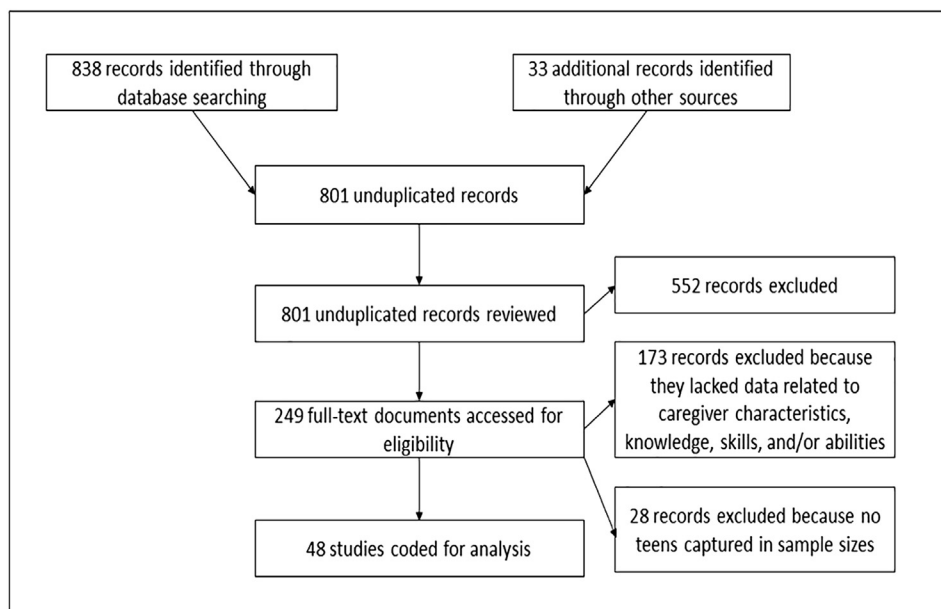 838 records identified through
database searching
33 additional records identified
through other sources
801 unduplicated records
801 unduplicated records reviewed
552 records excluded
249 full-text documents accessed for
eligibility
173 records excluded because
they lacked data related to
caregiver characteristics,
knowledge, skills, and/or abilities
28 records excluded because no
teens captured in sample sizes
48 studies coded for analysis